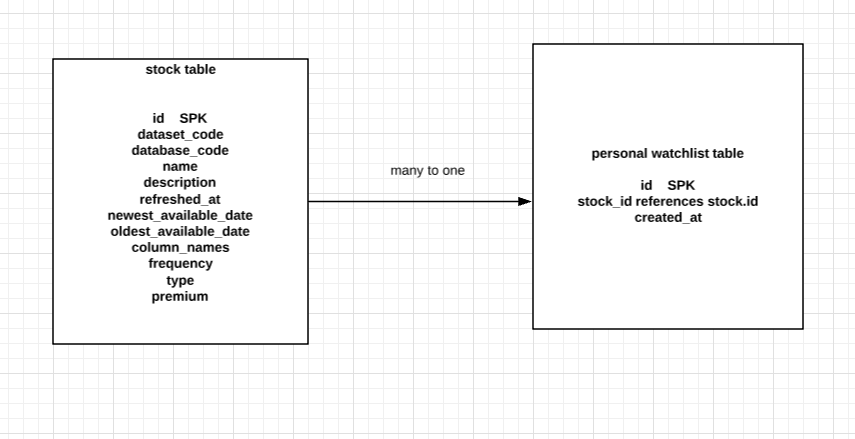 stock table
id SPK
dataset_code
database_code
name
description
refreshed_at
newest_available_date
oldest_available_date
column_names
frequency
type
premium
many to one
personal watchlist table
id SPK
stock_id references stock.id
created_at